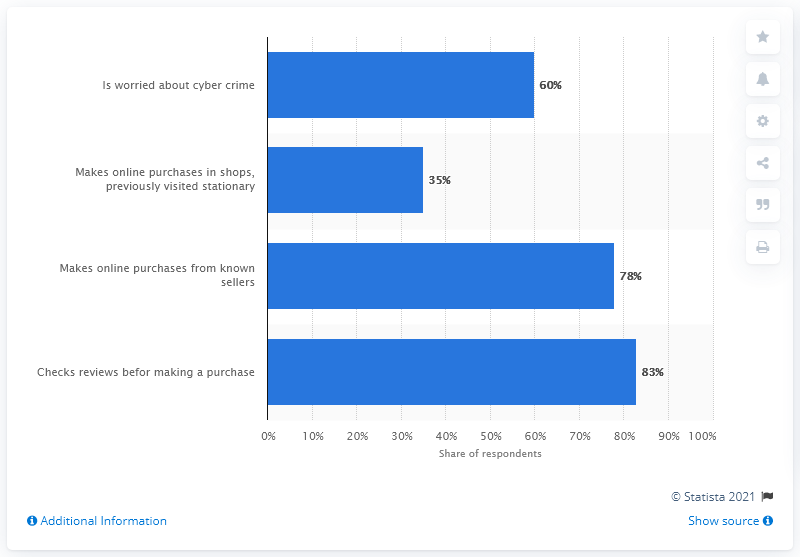 Is worried about cyber crime
60%
Makes online purchases in shops,
previously visited stationary
35%
Makes online purchases from known
sellers
78%
Checks reviews befor making a purchase
83%
0% 10% 20% 30% 40% 50% 60% 70% 80% 90% 100%
Share of respondents
© Statista 2021
Additional Information
Show source